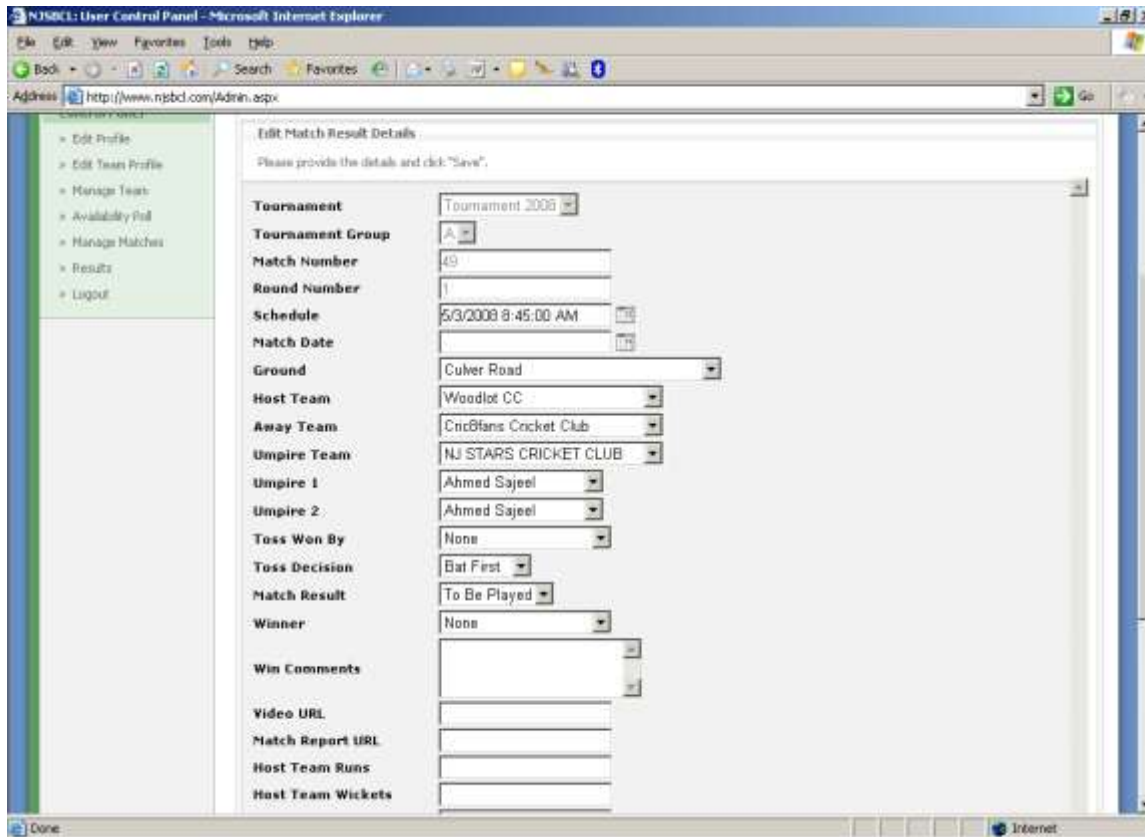 NJSBCL: User Control Panel - Microsoft Internet Explorer
File Edit View Favorites Tools Help
Back Search Favorites
Address http://www.njsbcl.com/Admin.aspx Go
» Edit Profile
» Edit Team Profile
» Manage Team
» Availability Poll
» Manage Matches
» Results
» Logout
Edit Match Result Details
Please provide the details and click "Save".
Tournament Tournament 2008
Tournament Group A
Match Number 49
Round Number 1
Schedule 5/3/2008 8:45:00 AM
Match Date
Ground Culver Road
Host Team Woodlot CC
Away Team Cric8fans Cricket Club
Umpire Team NJ STARS CRICKET CLUB
Umpire 1 Ahmed Sajeel
Umpire 2 Ahmed Sajeel
Toss Won By None
Toss Decision Bat First
Match Result To Be Played
Winner None
Win Comments
Video URL
Match Report URL
Host Team Runs
Host Team Wickets
Done Internet